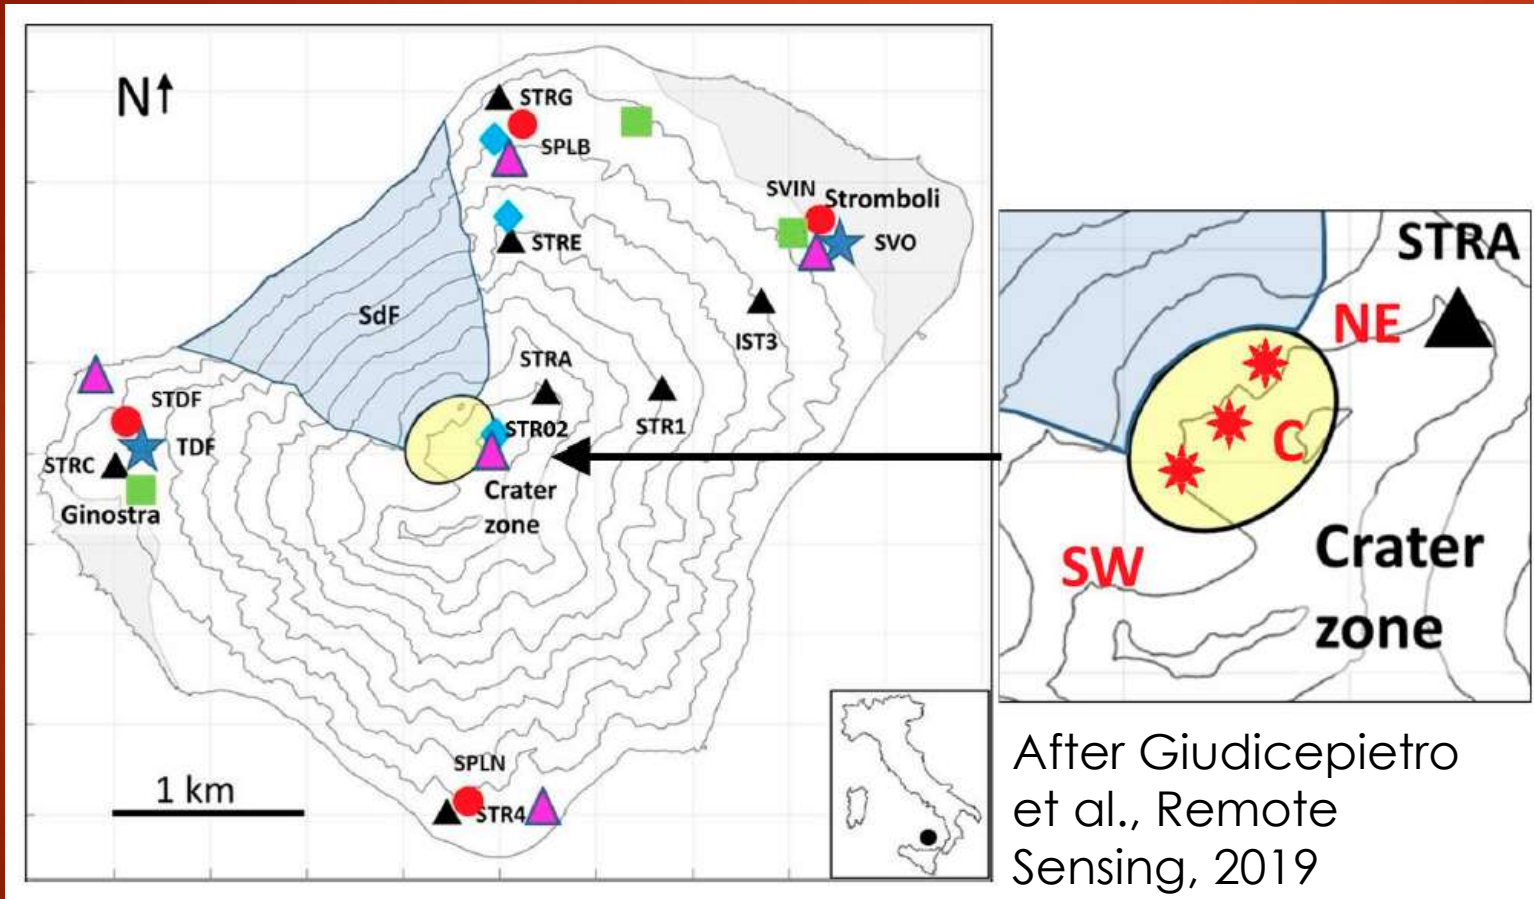 N↑
STRG
SPLB
SVIN
Stromboli
SVO
STRE
SdF
IST3
STRA
STDF
TDF
STR02
STR1
STRC
Ginostra
Crater
zone
SPLN
STR4
1 km
STRA
NE
C
SW
Crater
zone
After Giudicepietro
et al., Remote
Sensing, 2019